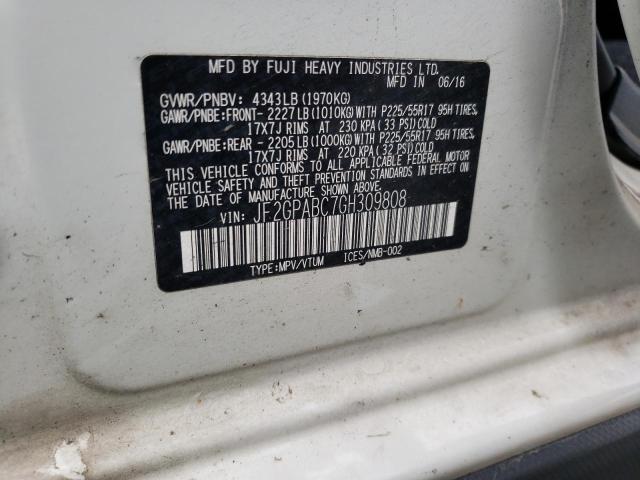 MFD BY FUJI HEAVY INDUSTRIES LTD.
MFD IN 06/16
GVWR/PNBV: 4343LB(1970KG)
GAWR/PNBE:FRONT- 2227LB(1010KG)WITH P225/55R17 95H TIRES,
17X7J RIMS AT 230 KPA(33 PSI)COLD
GAWR/PNBE:REAR - 2205LB(1000KG)WITH P225/55R17 95H TIRES,
17X7J RIMS AT 220 KPA(32 PSI)COLD
THIS VEHICLE CONFORMS TO ALL APPLICABLE FEDERAL MOTOR
VEHICLE SAFETY AND THEFT PREVENTION STANDARDS IN EFFECT ON
THE DATE OF MANUFACTURE SHOWN ABOVE.
VIN: JF2GPABC7GH309808
TYPE:MPV/VTUM ICES/NMB-002